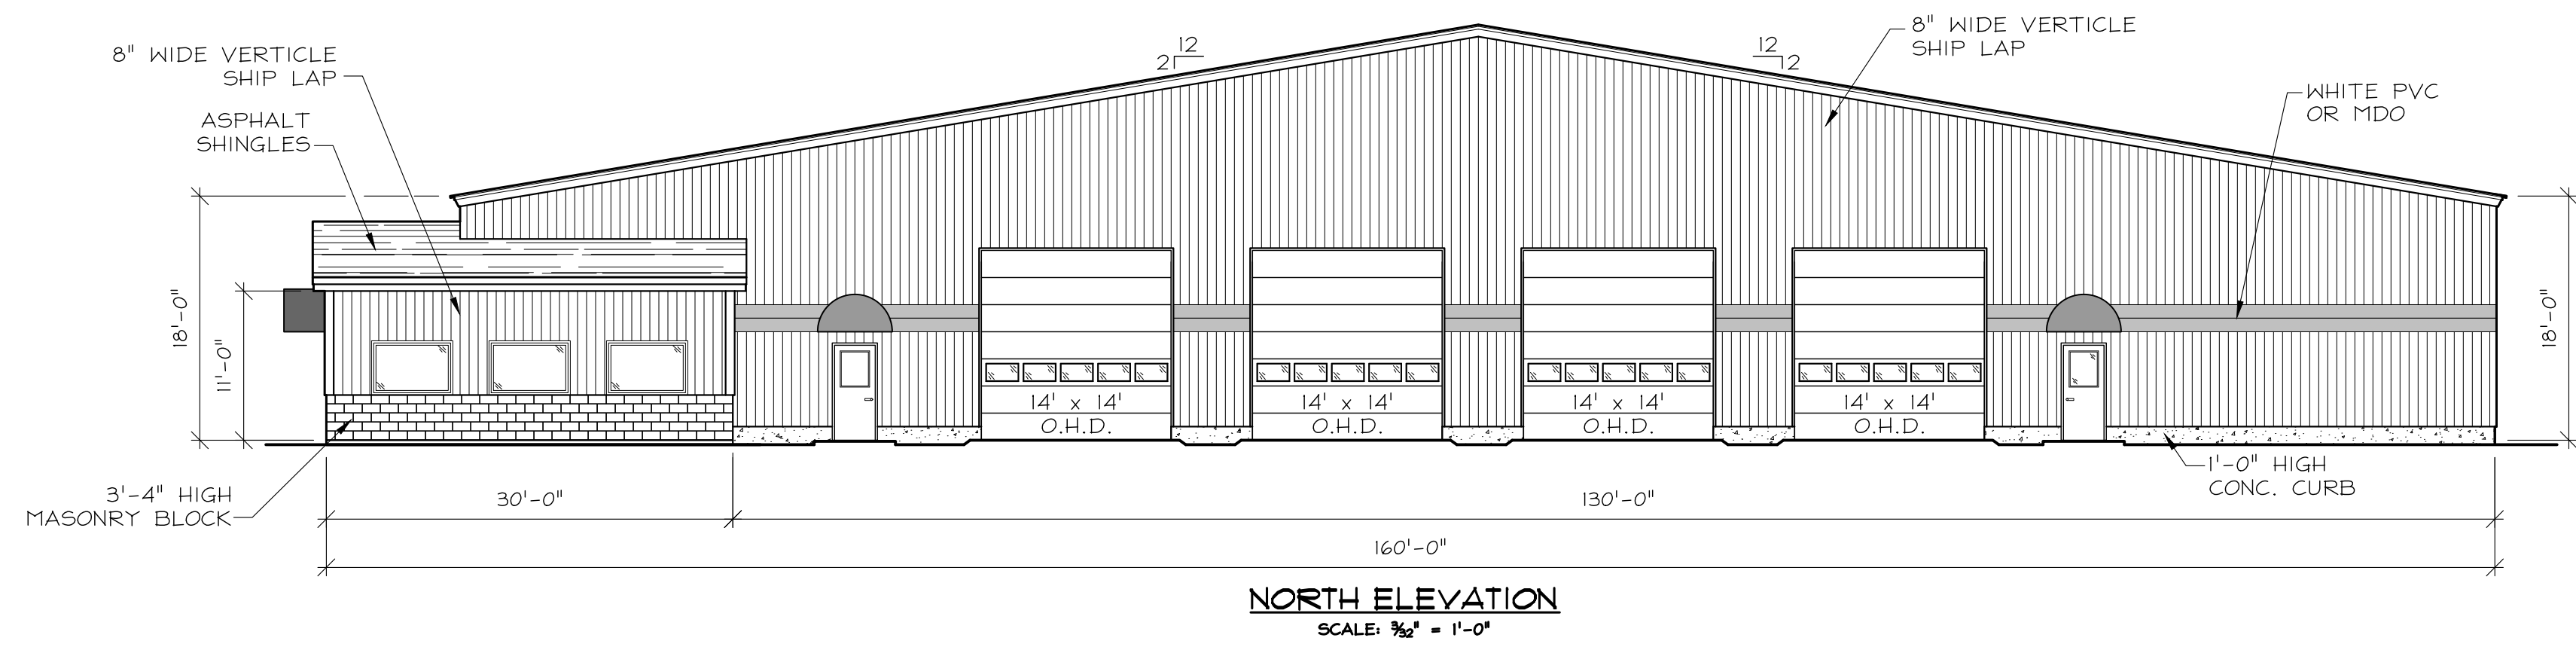 8" WIDE VERTICLE
SHIP LAP
ASPHALT
SHINGLES
12
2
12
2
8" WIDE VERTICLE
SHIP LAP
WHITE PVC
OR MDO
18'-0"
11'-0"
18'-0"
14' x 14'
O.H.D.
14' x 14'
O.H.D.
14' x 14'
O.H.D.
14' x 14'
O.H.D.
3'-4" HIGH
MASONRY BLOCK
1'-0" HIGH
CONC. CURB
30'-0"
130'-0"
160'-0"
NORTH ELEVATION
SCALE: 3/32" = 1'-0"